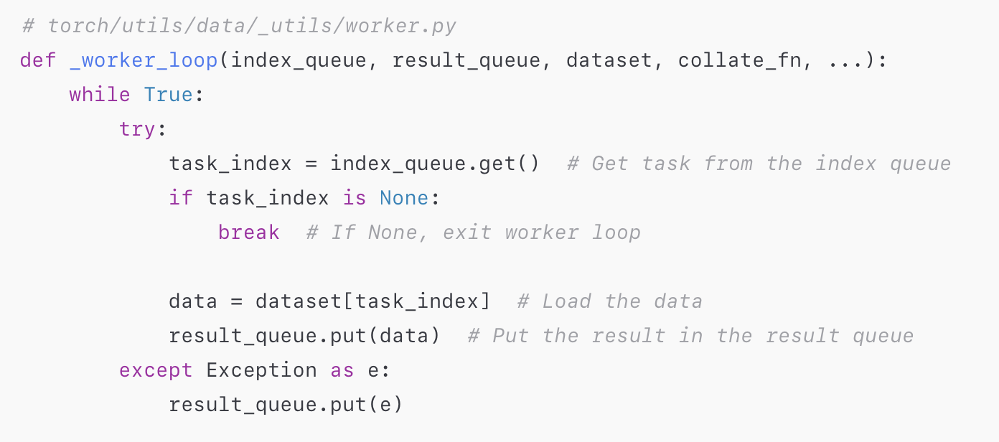 # torch/utils/data/_utils/worker.py
def _worker_loop(index_queue, result_queue, dataset, collate_fn, ...):
    while True:
        try:
            task_index = index_queue.get()  # Get task from the index queue
            if task_index is None:
                break  # If None, exit worker loop

            data = dataset[task_index]  # Load the data
            result_queue.put(data)  # Put the result in the result queue
        except Exception as e:
            result_queue.put(e)